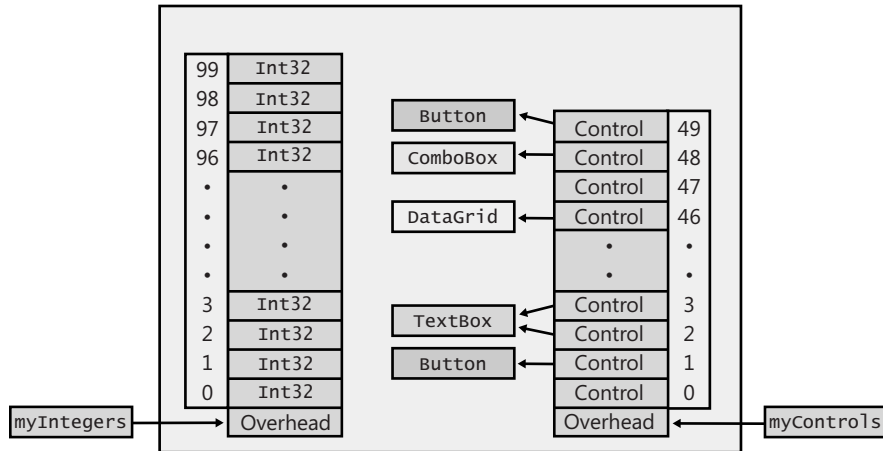 99 Int32
98 Int32
97 Int32
96 Int32
3 Int32
2 Int32
1 Int32
0 Int32
Overhead
myIntegers
Button
ComboBox
DataGrid
TextBox
Button
Control 49
Control 48
Control 47
Control 46
Control 3
Control 2
Control 1
Control 0
Overhead
myControls